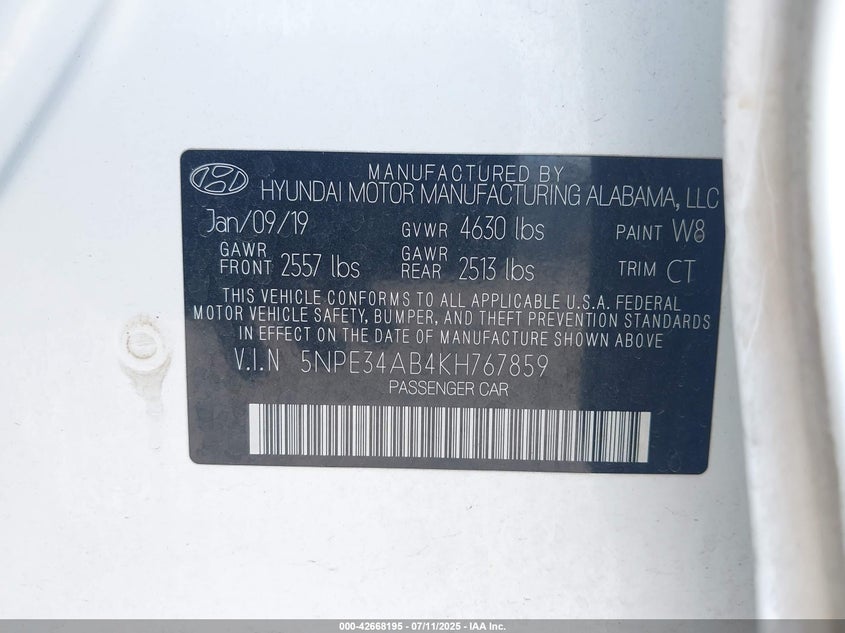 MANUFACTURED BY
HYUNDAI MOTOR MANUFACTURING ALABAMA, LLC
Jan/09/19 GVWR 4630 lbs PAINT W8
GAWR FRONT 2557 lbs GAWR REAR 2513 lbs TRIM CT
THIS VEHICLE CONFORMS TO ALL APPLICABLE U.S.A. FEDERAL
MOTOR VEHICLE SAFETY, BUMPER, AND THEFT PREVENTION STANDARDS
IN EFFECT ON THE DATE OF MANUFACTURE SHOWN ABOVE
V.I.N 5NPE34AB4KH767859
PASSENGER CAR
000-42668195 - 07/11/2025 - IAA Inc.